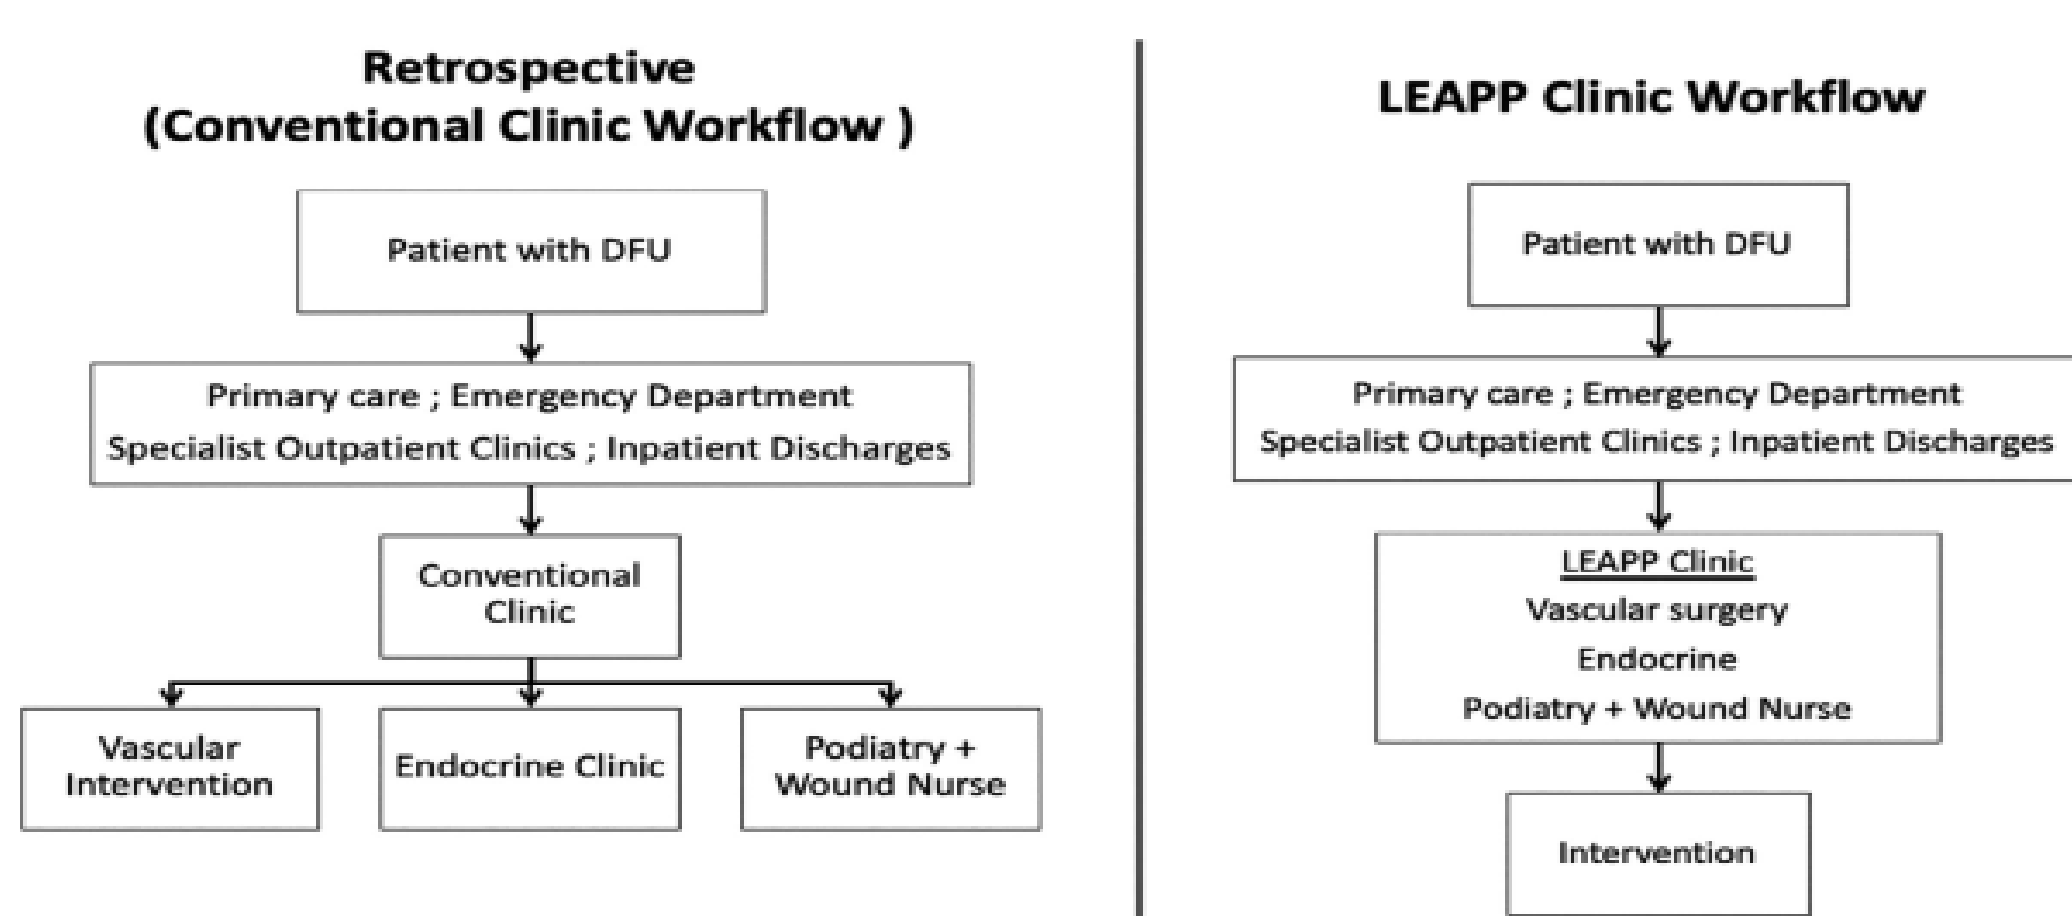 Retrospective
(Conventional Clinic Workflow )
Patient with DFU
Primary care ; Emergency Department
Specialist Outpatient Clinics ; Inpatient Discharges
Conventional
Clinic
Vascular
Intervention
Endocrine Clinic
Podiatry +
Wound Nurse
LEAPP Clinic Workflow
Patient with DFU
Primary care ; Emergency Department
Specialist Outpatient Clinics ; Inpatient Discharges
LEAPP Clinic
Vascular surgery
Endocrine
Podiatry + Wound Nurse
Intervention